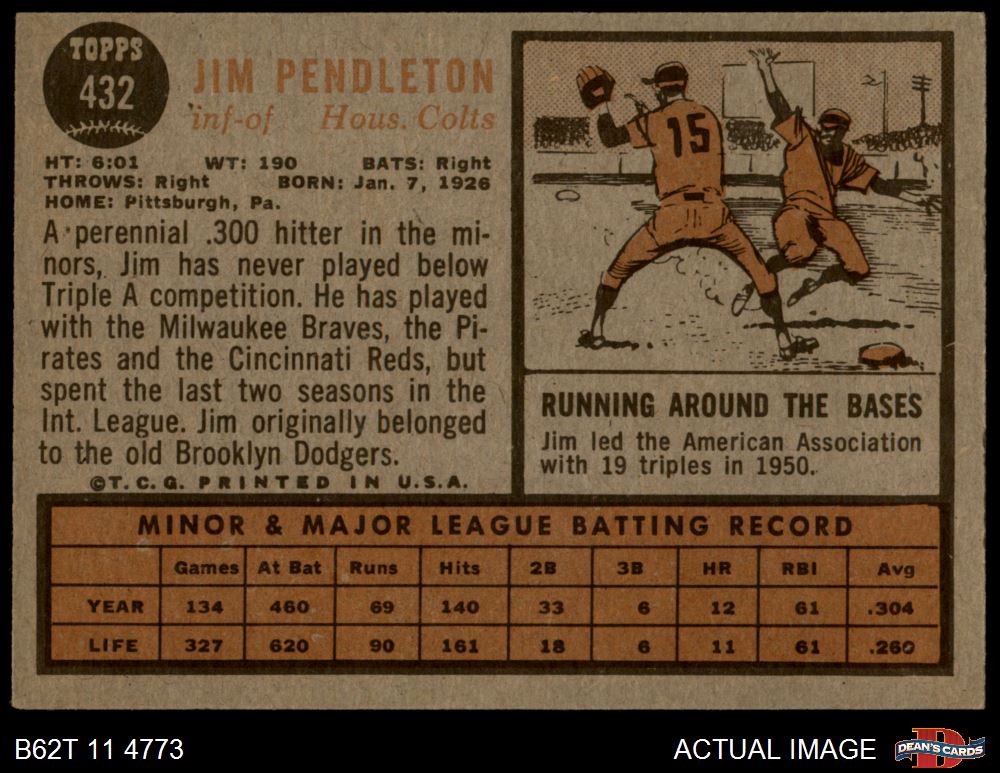 TOPPS
432
JIM PENDLETON
inf-of Hous. Colts
HT: 6:01 WT: 190 BATS: Right
THROWS: Right BORN: Jan. 7, 1926
HOME: Pittsburgh, Pa.
A perennial .300 hitter in the mi-
nors, Jim has never played below
Triple A competition. He has played
with the Milwaukee Braves, the Pi-
rates and the Cincinnati Reds, but
spent the last two seasons in the
Int. League. Jim originally belonged
to the old Brooklyn Dodgers.
©T. C. G. PRINTED IN U.S.A.
15
RUNNING AROUND THE BASES
Jim led the American Association
with 19 triples in 1950.
MINOR & MAJOR LEAGUE BATTING RECORD
Games At Bat Runs Hits 2B 3B HR RBI Avg
YEAR 134 460 69 140 33 6 12 61 .304
LIFE 327 620 90 161 18 6 11 61 .260
B62T 11 4773
ACTUAL IMAGE
D
DEAN'S CARDS